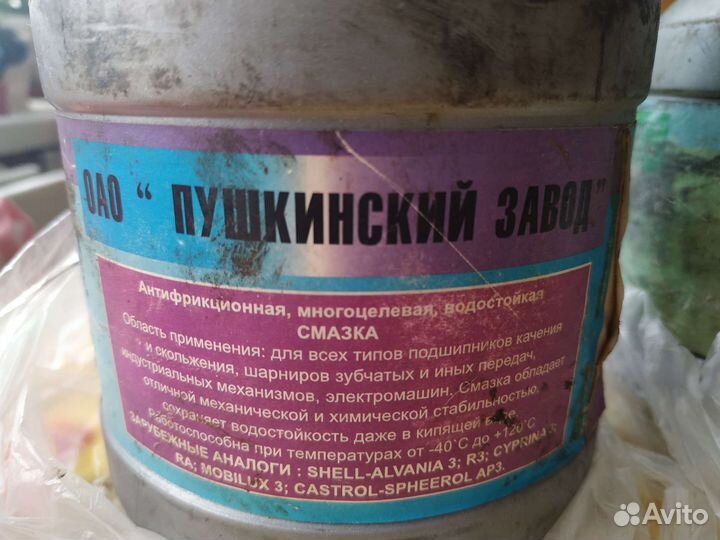 ОАО “ ПУШКИНСКИЙ ЗАВОД”
Антифрикционная, многоцелевая, водостойкая
СМАЗКА
Область применения: для всех типов подшипников качения
и скольжения, шарниров зубчатых и иных передач,
индустриальных механизмов, электромашин. Смазка обладает
отличной механической и химической стабильностью,
сохраняет водостойкость даже в кипящей воде.
Работоспособна при температурах от -40°С до +120°С
ЗАРУБЕЖНЫЕ АНАЛОГИ : SHELL-ALVANIA 3; R3; CYPRINA 3;
RA; MOBILUX 3; CASTROL-SPHEEROL AP3.
Avito